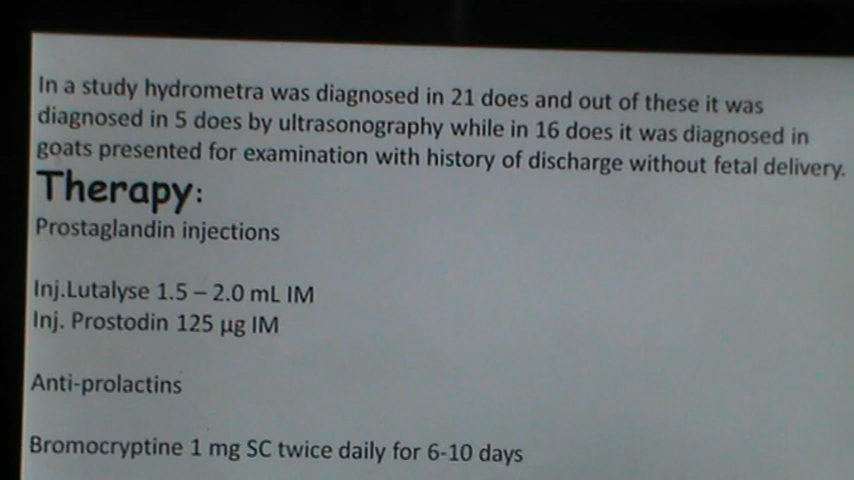 In a study hydrometra was diagnosed in 21 does and out of these it was
diagnosed in 5 does by ultrasonography while in 16 does it was diagnosed in
goats presented for examination with history of discharge without fetal delivery.
Therapy:
Prostaglandin injections
Inj.Lutalyse 1.5 – 2.0 mL IM
Inj. Prostodin 125 µg IM
Anti-prolactins
Bromocryptine 1 mg SC twice daily for 6-10 days